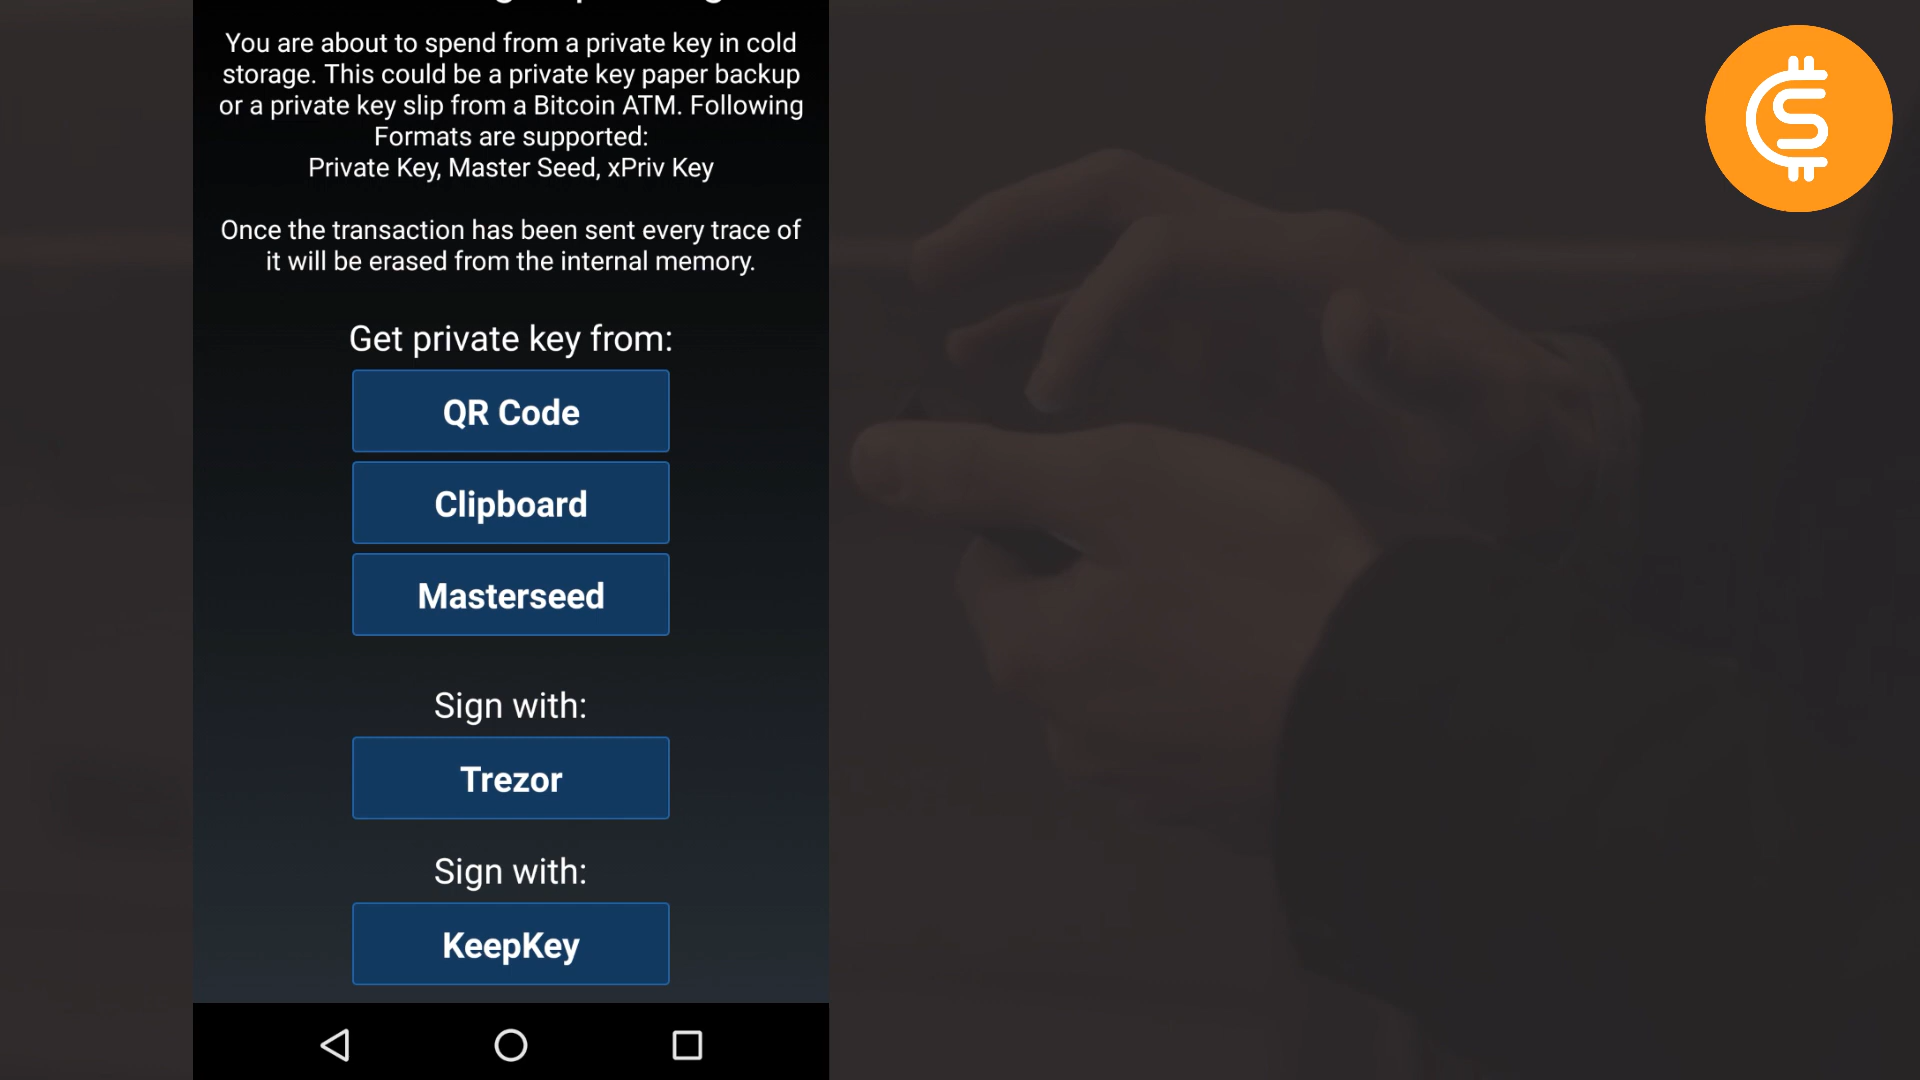 You are about to spend from a private key in cold
storage. This could be a private key paper backup
or a private key slip from a Bitcoin ATM. Following
Formats are supported:
Private Key, Master Seed, xPriv Key
Once the transaction has been sent every trace of
it will be erased from the internal memory.
Get private key from:
QR Code
Clipboard
Masterseed
Sign with:
Trezor
Sign with:
KeepKey